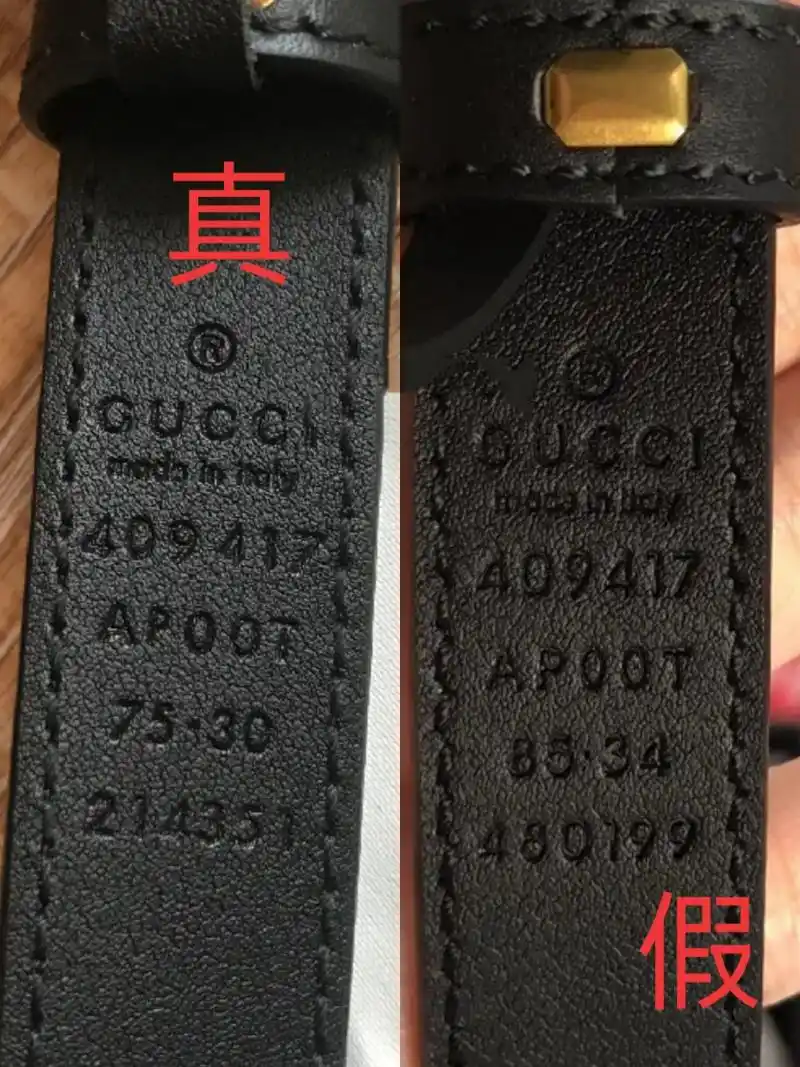 真
®
GUCCI
made in italy
409417
AP00T
75·30
214351
®
GUCCI
made in italy
409417
AP00T
85·34
480199
假